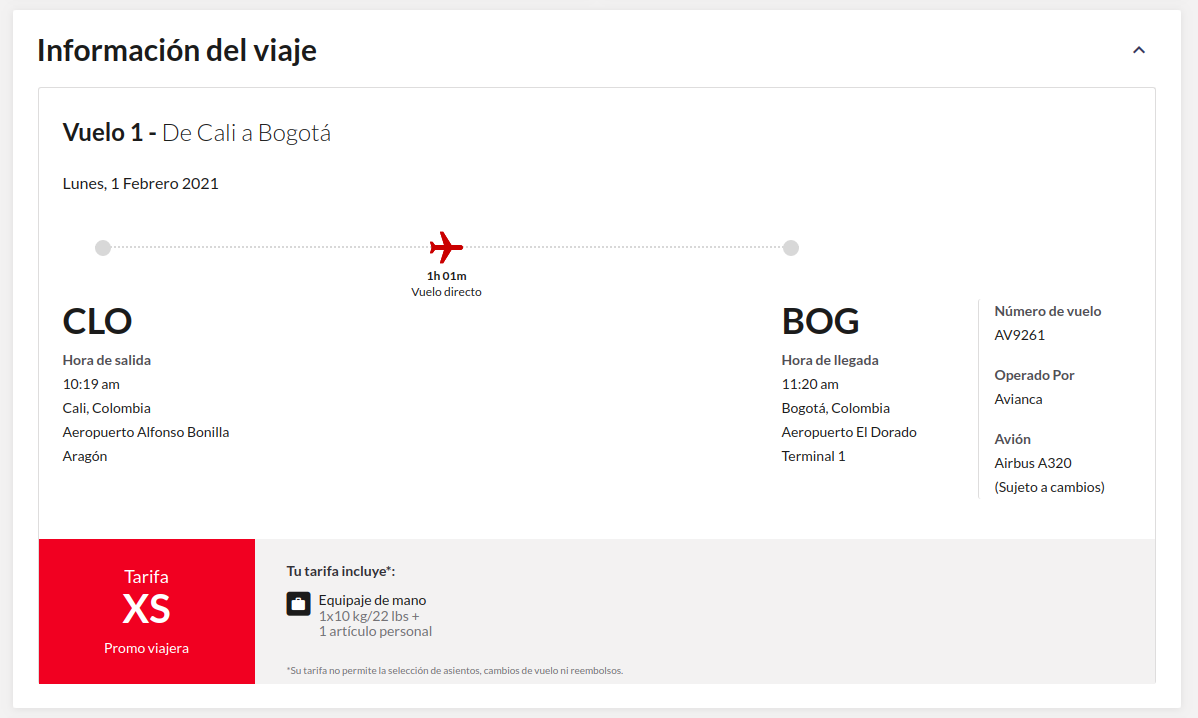 Información del viaje
Vuelo 1 - De Cali a Bogotá
Lunes, 1 Febrero 2021
1h 01m
Vuelo directo
CLO
Hora de salida
10:19 am
Cali, Colombia
Aeropuerto Alfonso Bonilla
Aragón
BOG
Hora de llegada
11:20 am
Bogotá, Colombia
Aeropuerto El Dorado
Terminal 1
Número de vuelo
AV9261
Operado Por
Avianca
Avión
Airbus A320
(Sujeto a cambios)
Tarifa
XS
Promo viajera
Tu tarifa incluye*:
Equipaje de mano
1x10 kg/22 lbs +
1 artículo personal
*Su tarifa no permite la selección de asientos, cambios de vuelo ni reembolsos.